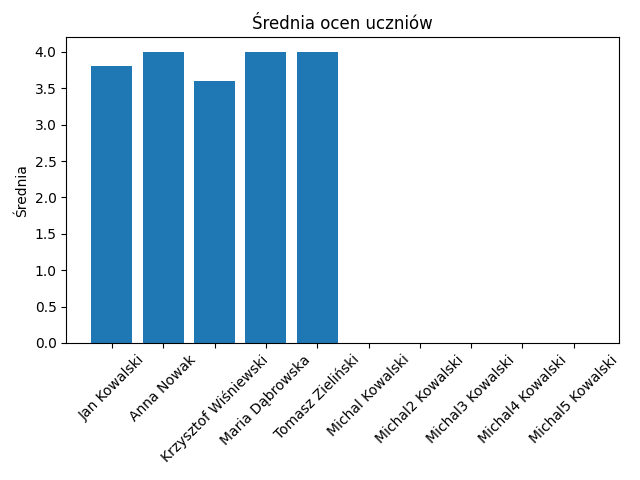 Średnia ocen uczniów
Średnia
4.0
3.5
3.0
2.5
2.0
1.5
1.0
0.5
0.0
Jan Kowalski
Anna Nowak
Krzysztof Wiśniewski
Maria Dąbrowska
Tomasz Zieliński
Michal Kowalski
Michal2 Kowalski
Michal3 Kowalski
Michal4 Kowalski
Michal5 Kowalski